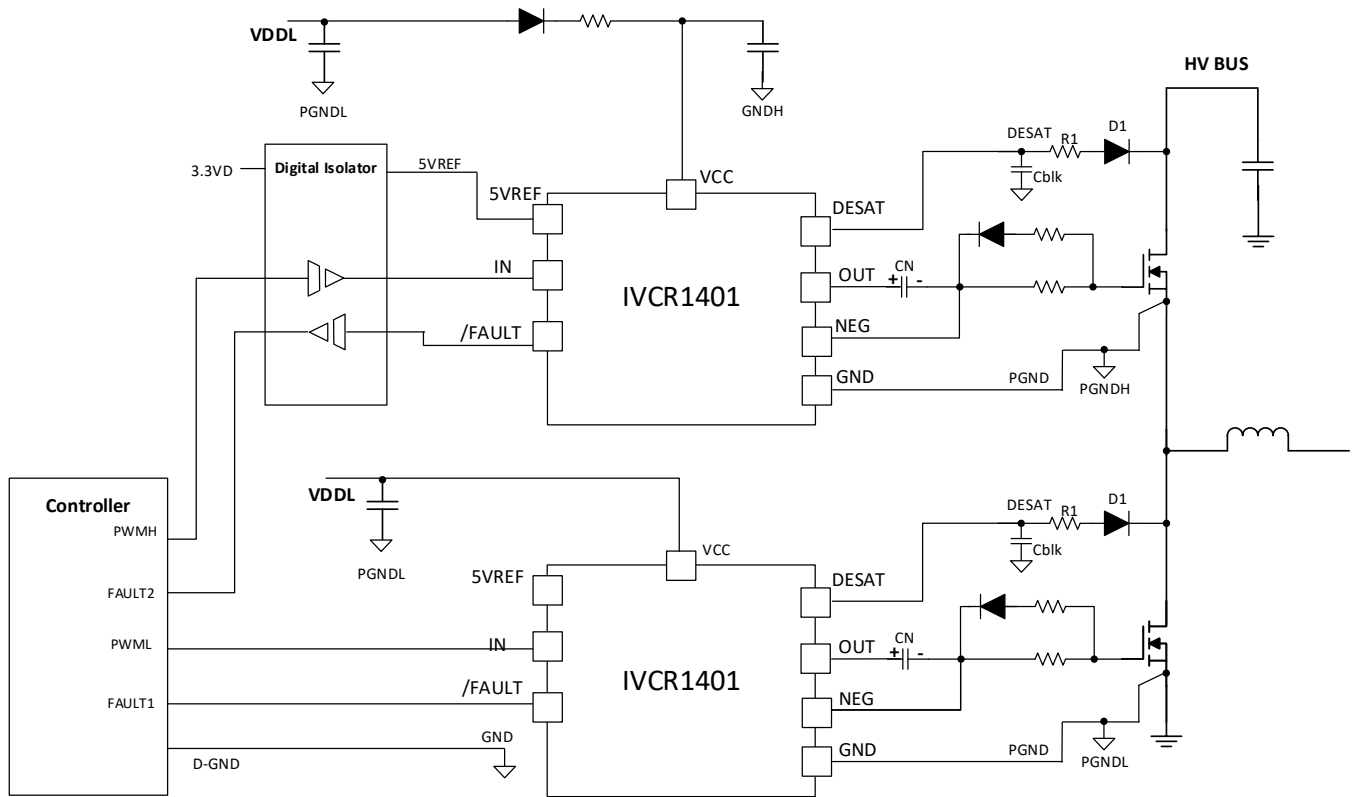 VDDL
PGNDL
GNDH
HV BUS
DESAT
R1
D1
Cblk
3.3VD
Digital Isolator
5VREF
5VREF
VCC
DESAT
IN
OUT
+ CN -
IVCR1401
/FAULT
NEG
GND
PGND
PGNDH
VDDL
PGNDL
Controller
PWMH
FAULT2
PWML
FAULT1
D-GND
GND
VCC
5VREF
DESAT
DESAT
R1
D1
Cblk
IN
OUT
+ CN -
IVCR1401
/FAULT
NEG
GND
PGND
PGNDL